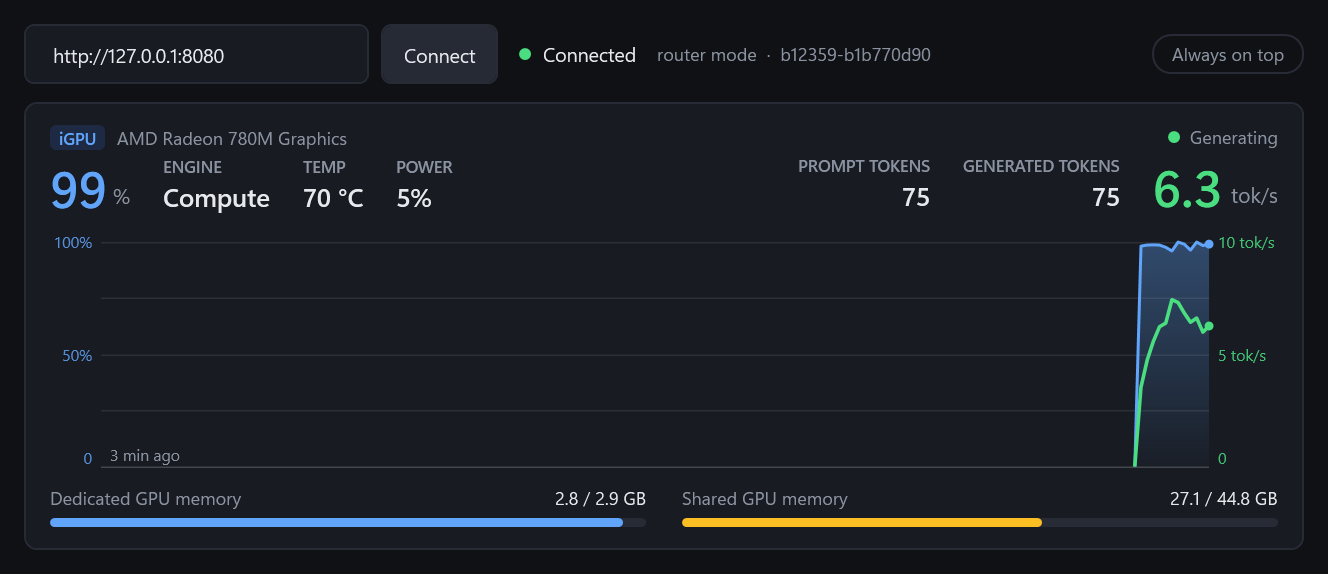 http://127.0.0.1:8080
Connect
Connected
router mode · b12359-b1b770d90
Always on top
iGPU
AMD Radeon 780M Graphics
Generating
99 %
ENGINE
Compute
TEMP
70 °C
POWER
5%
PROMPT TOKENS
75
GENERATED TOKENS
75
6.3 tok/s
100%
10 tok/s
50%
5 tok/s
0
3 min ago
0
Dedicated GPU memory
2.8 / 2.9 GB
Shared GPU memory
27.1 / 44.8 GB